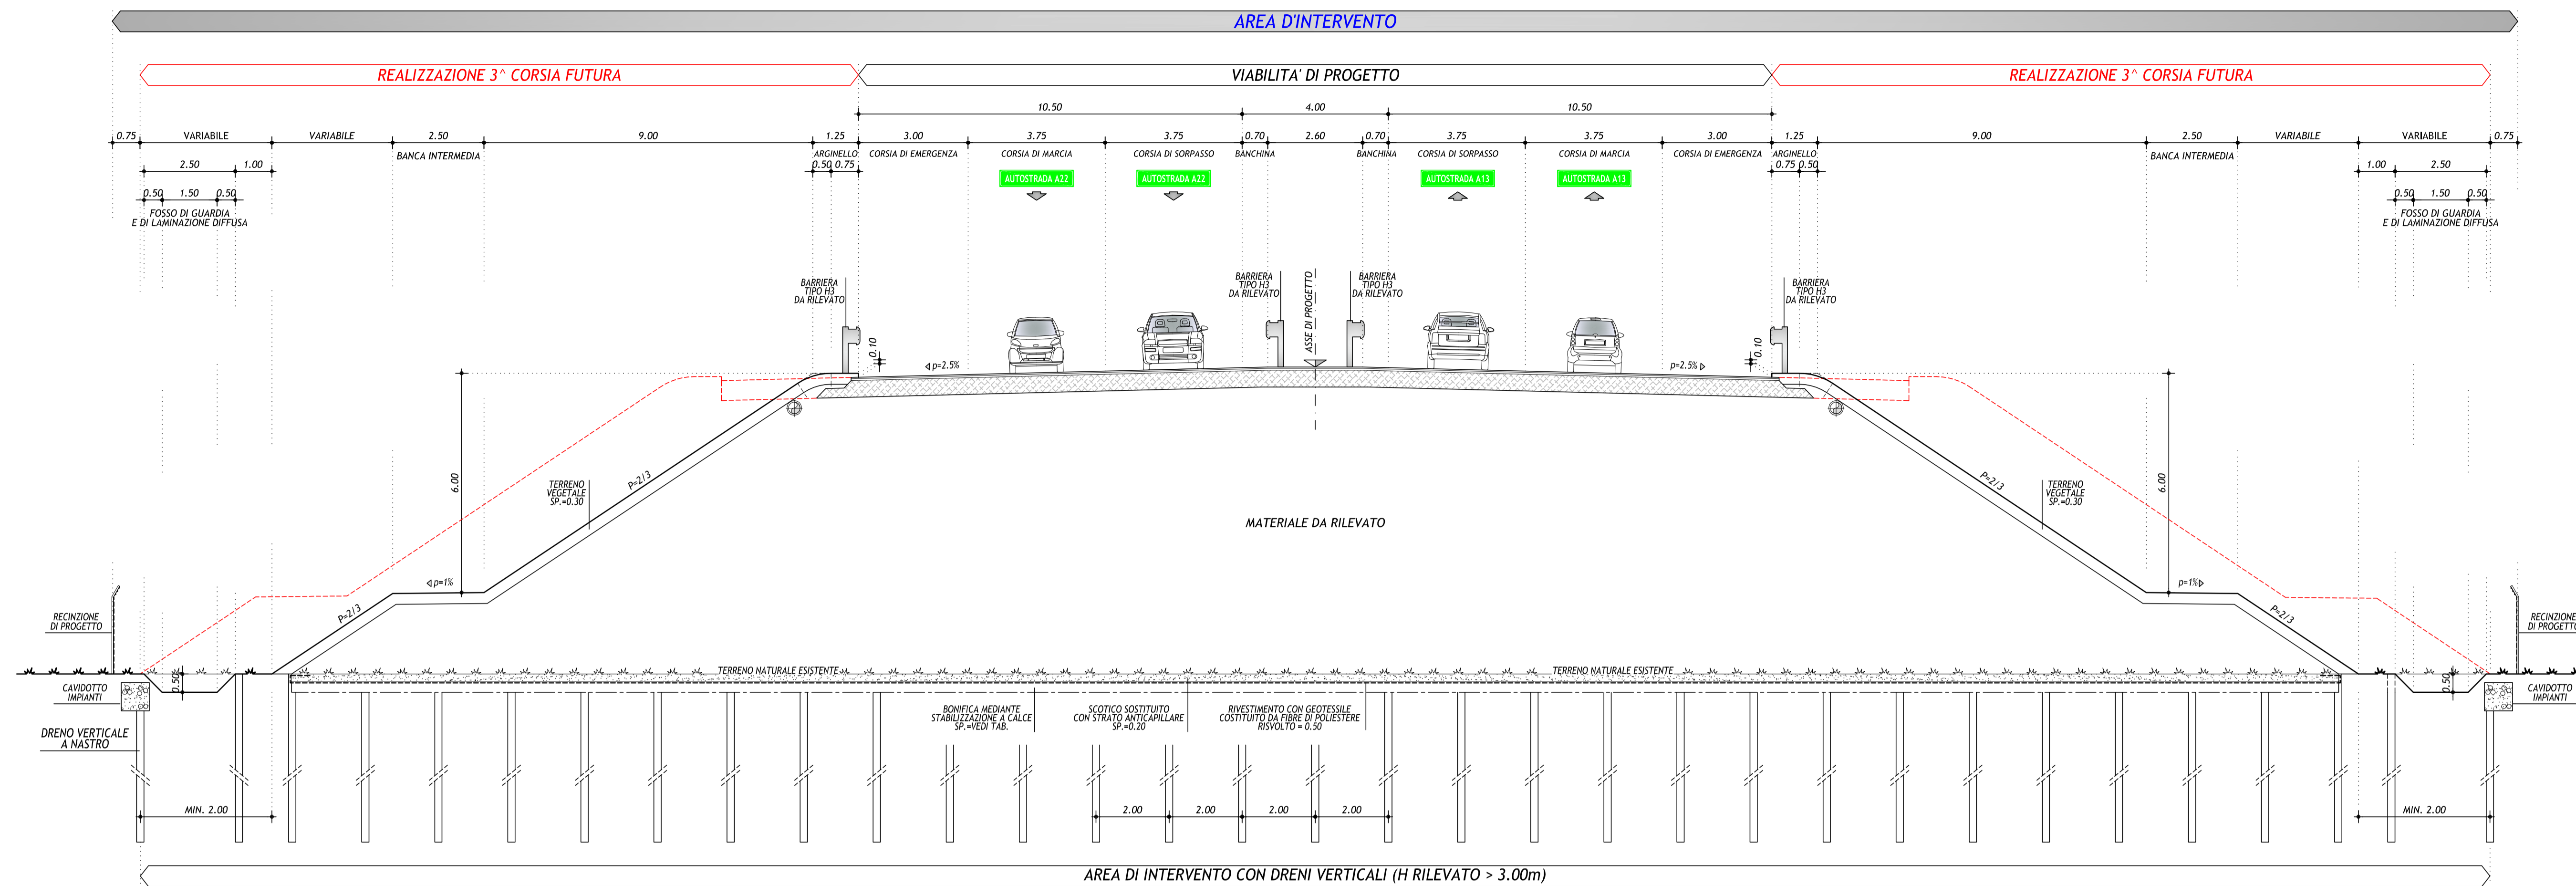 AREA D'INTERVENTO
REALIZZAZIONE 3^ CORSIA FUTURA
VIABILITA' DI PROGETTO
REALIZZAZIONE 3^ CORSIA FUTURA
10.50
4.00
10.50
0.75
VARIABILE
VARIABILE
2.50
9.00
1.25
3.00
3.75
3.75
0.70
2.60
0.70
3.75
3.75
3.00
1.25
9.00
2.50
VARIABILE
VARIABILE
0.75
BANCA INTERMEDIA
ARGINELLO
CORSIA DI EMERGENZA
CORSIA DI MARCIA
CORSIA DI SORPASSO
BANCHINA
BANCHINA
CORSIA DI SORPASSO
CORSIA DI MARCIA
CORSIA DI EMERGENZA
ARGINELLO
BANCA INTERMEDIA
2.50
1.00
0.50
0.75
0.75
0.50
1.00
2.50
AUTOSTRADA A22
AUTOSTRADA A22
AUTOSTRADA A13
AUTOSTRADA A13
0.50
1.50
0.50
0.50
1.50
0.50
FOSSO DI GUARDIA
E DI LAMINAZIONE DIFFUSA
FOSSO DI GUARDIA
E DI LAMINAZIONE DIFFUSA
BARRIERA
TIPO H3
DA RILEVATO
BARRIERA
TIPO H3
DA RILEVATO
ASSE DI PROGETTO
BARRIERA
TIPO H3
DA RILEVATO
BARRIERA
TIPO H3
DA RILEVATO
0.10
p=2.5%
p=2.5%
0.10
6.00
P=2/3
TERRENO
VEGETALE
SP.=0.30
MATERIALE DA RILEVATO
P=2/3
TERRENO
VEGETALE
SP.=0.30
6.00
p=1%
P=2/3
p=1%
P=2/3
RECINZIONE
DI PROGETTO
RECINZIONE
DI PROGETTO
TERRENO NATURALE ESISTENTE
TERRENO NATURALE ESISTENTE
0.50
0.50
CAVIDOTTO
IMPIANTI
CAVIDOTTO
IMPIANTI
BONIFICA MEDIANTE
STABILIZZAZIONE A CALCE
SP.=VEDI TAB.
SCOTICO SOSTITUITO
CON STRATO ANTICAPILLARE
SP.=0.20
RIVESTIMENTO CON GEOTESSILE
COSTITUITO DA FIBRE DI POLIESTERE
RISVOLTO = 0.50
DRENO VERTICALE
A NASTRO
MIN. 2.00
2.00
2.00
2.00
2.00
MIN. 2.00
AREA DI INTERVENTO CON DRENI VERTICALI (H RILEVATO > 3.00m)